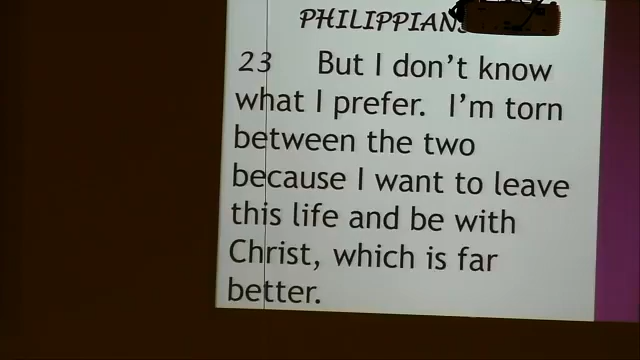 PHILIPPIANS
23 But I don't know
what I prefer. I'm torn
between the two
because I want to leave
this life and be with
Christ, which is far
better.